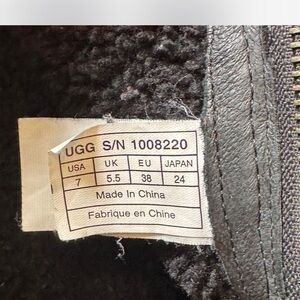 UGG S/N 1008220
USA UK EU JAPAN
7 5.5 38 24
Made In China
Fabrique en Chine